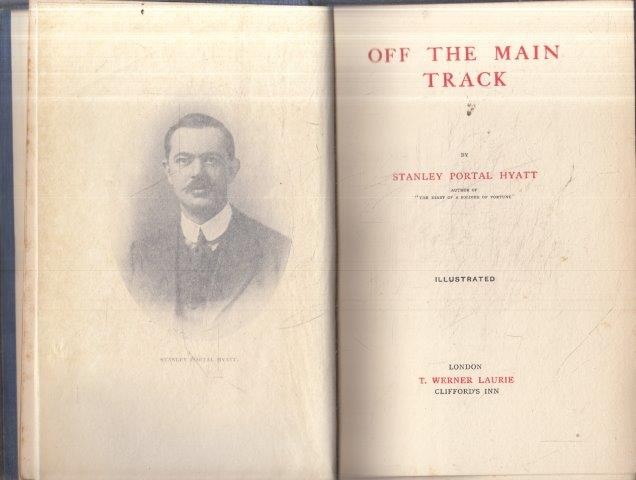 STANLEY PORTAL HYATT.
OFF THE MAIN
TRACK
BY
STANLEY PORTAL HYATT
AUTHOR OF
"THE DIARY OF A SOLDIER OF FORTUNE"
ILLUSTRATED
LONDON
T. WERNER LAURIE
CLIFFORD'S INN